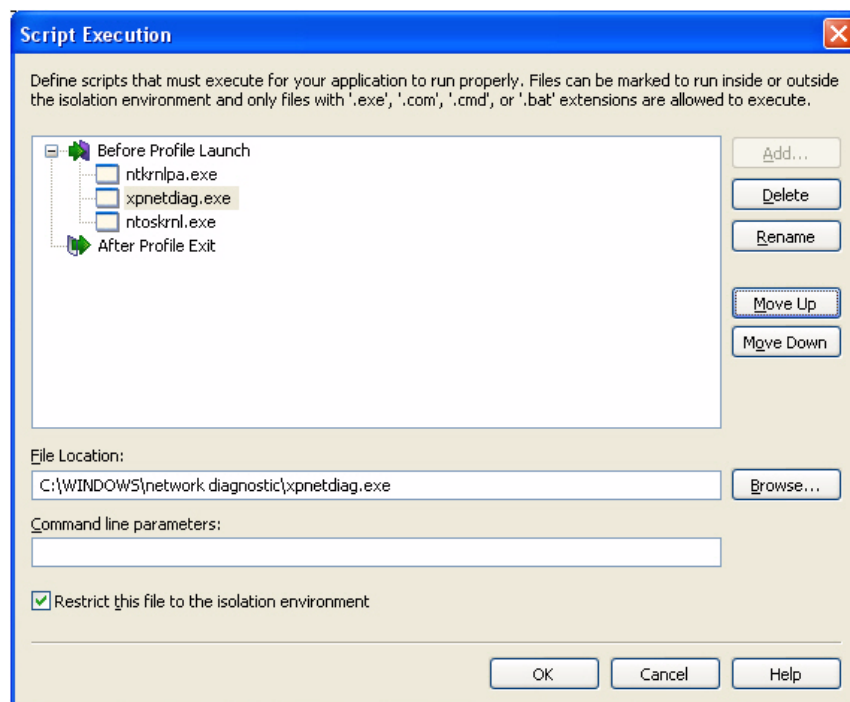 Script Execution
Define scripts that must execute for your application to run properly. Files can be marked to run inside or outside
the isolation environment and only files with '.exe', '.com', '.cmd', or '.bat' extensions are allowed to execute.
Before Profile Launch
ntkrnlpa.exe
xpnetdiag.exe
ntoskrnl.exe
After Profile Exit
Add...
Delete
Rename
Move Up
Move Down
File Location:
C:\WINDOWS\network diagnostic\xpnetdiag.exe
Browse...
Command line parameters:
Restrict this file to the isolation environment
OK
Cancel
Help